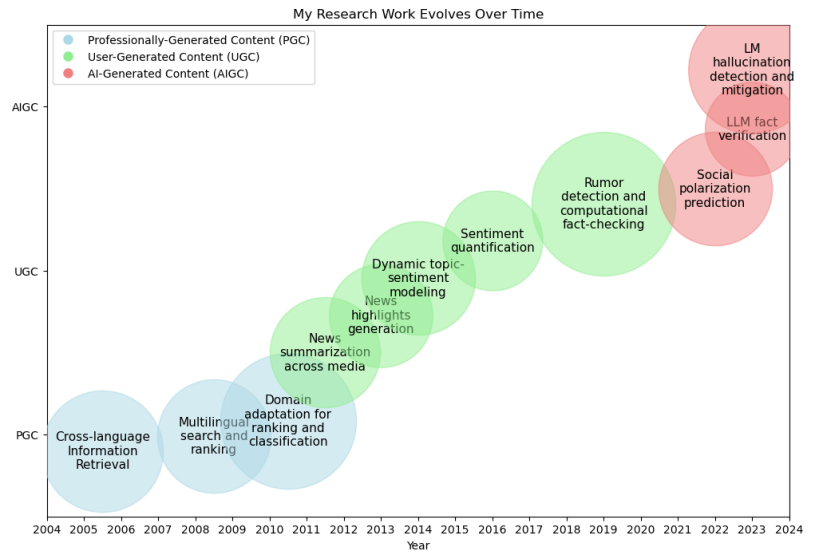 My Research Work Evolves Over Time
Professionally-Generated Content (PGC)
User-Generated Content (UGC)
AI-Generated Content (AIGC)
AIGC
UGC
PGC
Cross-language
Information
Retrieval
Multilingual
search and
ranking
Domain
adaptation for
ranking and
classification
News
summarization
across media
News
highlights
generation
Dynamic topic-
sentiment
modeling
Sentiment
quantification
Rumor
detection and
computational
fact-checking
Social
polarization
prediction
LLM fact
verification
LM
hallucination
detection and
mitigation
2004 2005 2006 2007 2008 2009 2010 2011 2012 2013 2014 2015 2016 2017 2018 2019 2020 2021 2022 2023 2024
Year